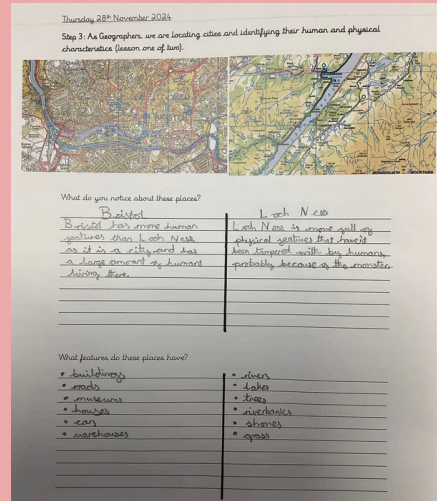 Thursday 28th November 2024
Step 3: As Geographers, we are locating cities and identifying their human and physical
characteristics (lesson one of two).
What do you notice about these places?
Bristol
Bristol has more human
features than Loch Ness
as it is a city and has
a large amount of humans
living there.
Loch Ness
Loch Ness is more full of
physical featires that havent
been tampered with by humans,
probably because of the monster.
What features do these places have?
• buildings
• roads
• museums
• houses
• cars
• warehouses
• rivers
• lakes
• trees
• riverbanks
• shones
• grass